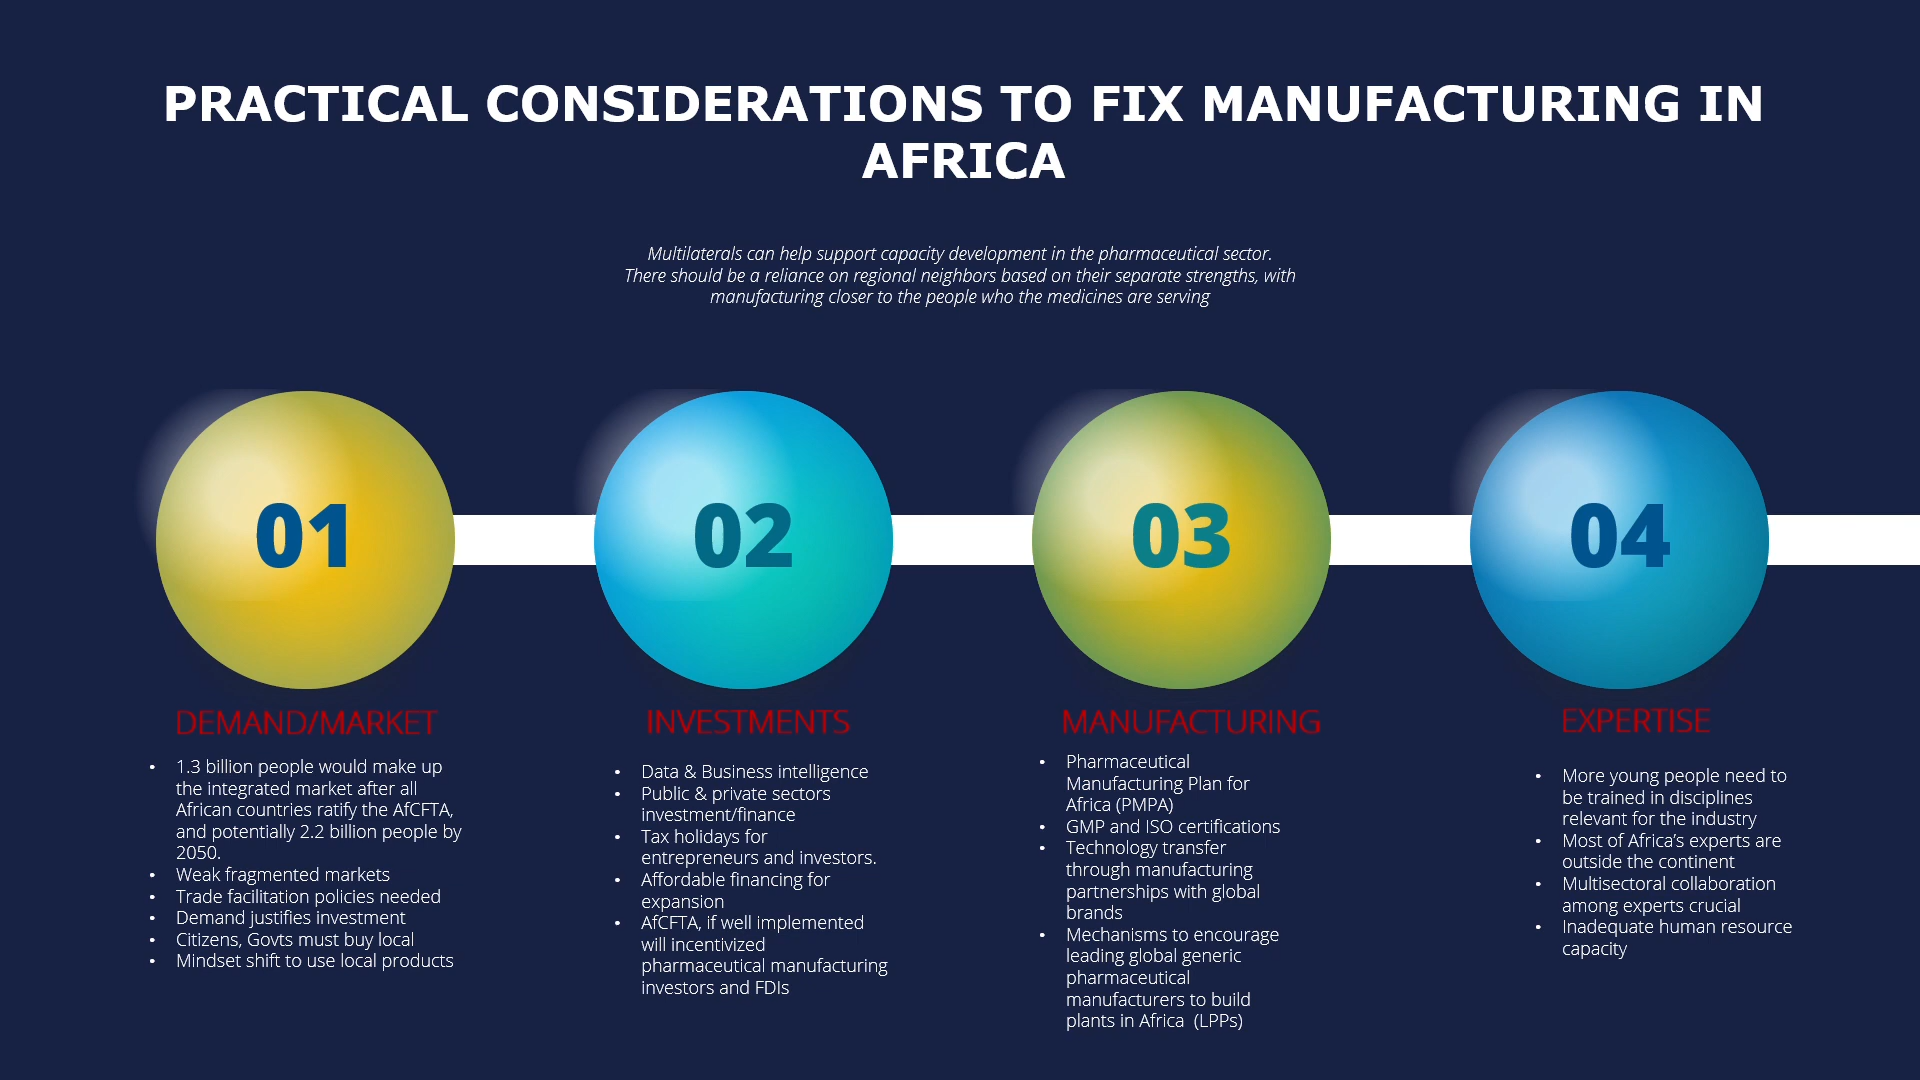 PRACTICAL CONSIDERATIONS TO FIX MANUFACTURING IN
AFRICA
Multilaterals can help support capacity development in the pharmaceutical sector.
There should be a reliance on regional neighbors based on their separate strengths, with
manufacturing closer to the people who the medicines are serving
01
02
03
04
DEMAND/MARKET
• 1.3 billion people would make up
the integrated market after all
African countries ratify the AfCFTA,
and potentially 2.2 billion people by
2050.
• Weak fragmented markets
• Trade facilitation policies needed
• Demand justifies investment
• Citizens, Govts must buy local
• Mindset shift to use local products
INVESTMENTS
• Data & Business intelligence
• Public & private sectors
investment/finance
• Tax holidays for
entrepreneurs and investors.
• Affordable financing for
expansion
• AfCFTA, if well implemented
will incentivized
pharmaceutical manufacturing
investors and FDIs
MANUFACTURING
• Pharmaceutical
Manufacturing Plan for
Africa (PMPA)
• GMP and ISO certifications
• Technology transfer
through manufacturing
partnerships with global
brands
• Mechanisms to encourage
leading global generic
pharmaceutical
manufacturers to build
plants in Africa (LPPs)
EXPERTISE
• More young people need to
be trained in disciplines
relevant for the industry
• Most of Africa's experts are
outside the continent
• Multisectoral collaboration
among experts crucial
• Inadequate human resource
capacity